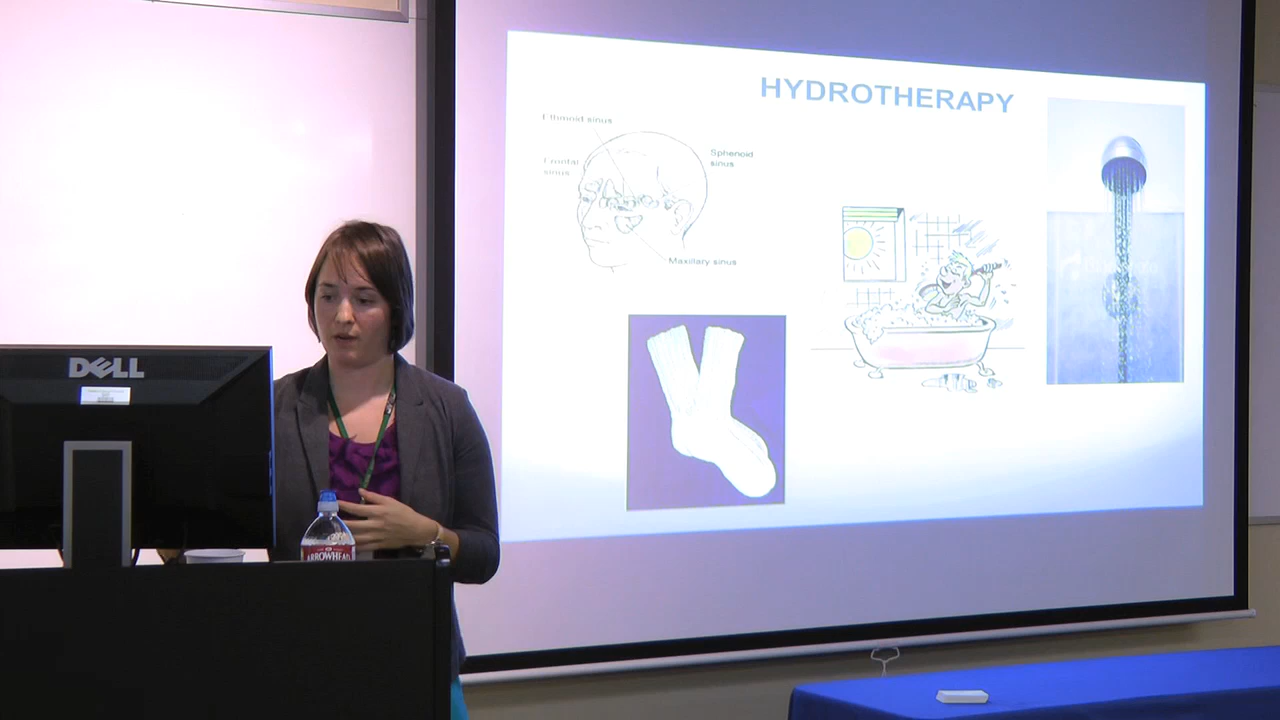 HYDROTHERAPY
Ethmoid sinus
Frontal
sinus
Sphenoid
sinus
Maxillary sinus
DELL
ARROWHEAD